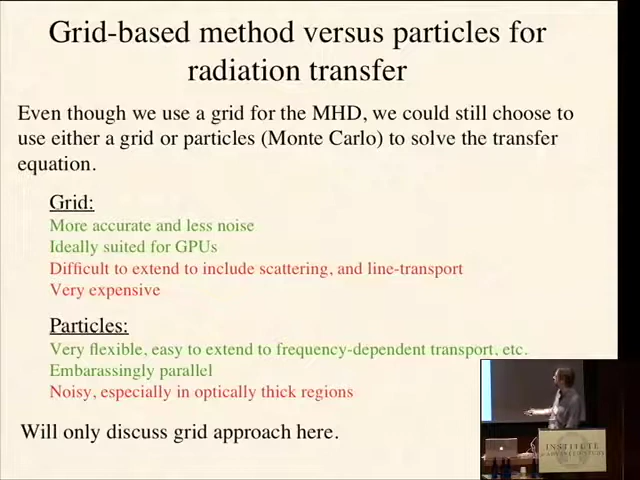 Grid-based method versus particles for
radiation transfer
Even though we use a grid for the MHD, we could still choose to
use either a grid or particles (Monte Carlo) to solve the transfer
equation.
Grid:
More accurate and less noise
Ideally suited for GPUs
Difficult to extend to include scattering, and line-transport
Very expensive
Particles:
Very flexible, easy to extend to frequency-dependent transport, etc.
Embarassingly parallel
Noisy, especially in optically thick regions
Will only discuss grid approach here.
INSTITUTE